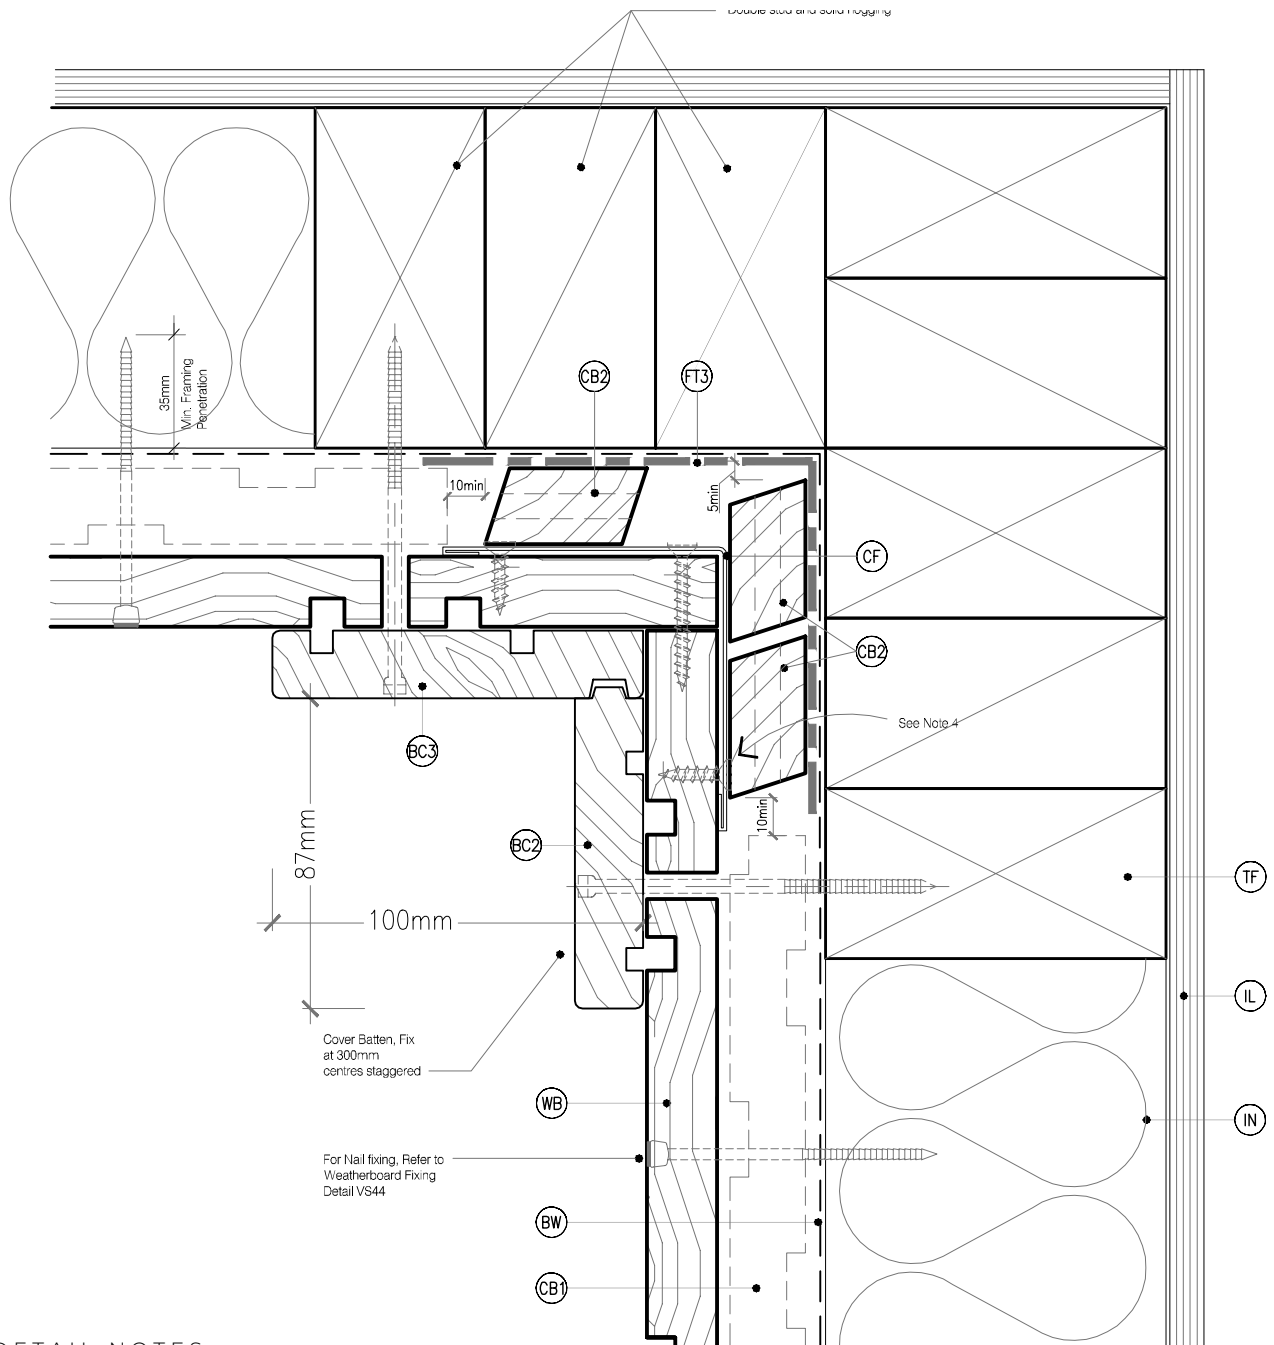 Double stud and solid nogging
35mm
Min. Framing
Penetration
CB2
FT3
10min
5min
CF
CB2
See Note 4
BC3
10min
87mm
BC2
TF
100mm
IL
Cover Batten, Fix
at 300mm
centres staggered
WB
IN
For Nail fixing, Refer to
Weatherboard Fixing
Detail VS44
BW
CB1
DETAIL NOTES